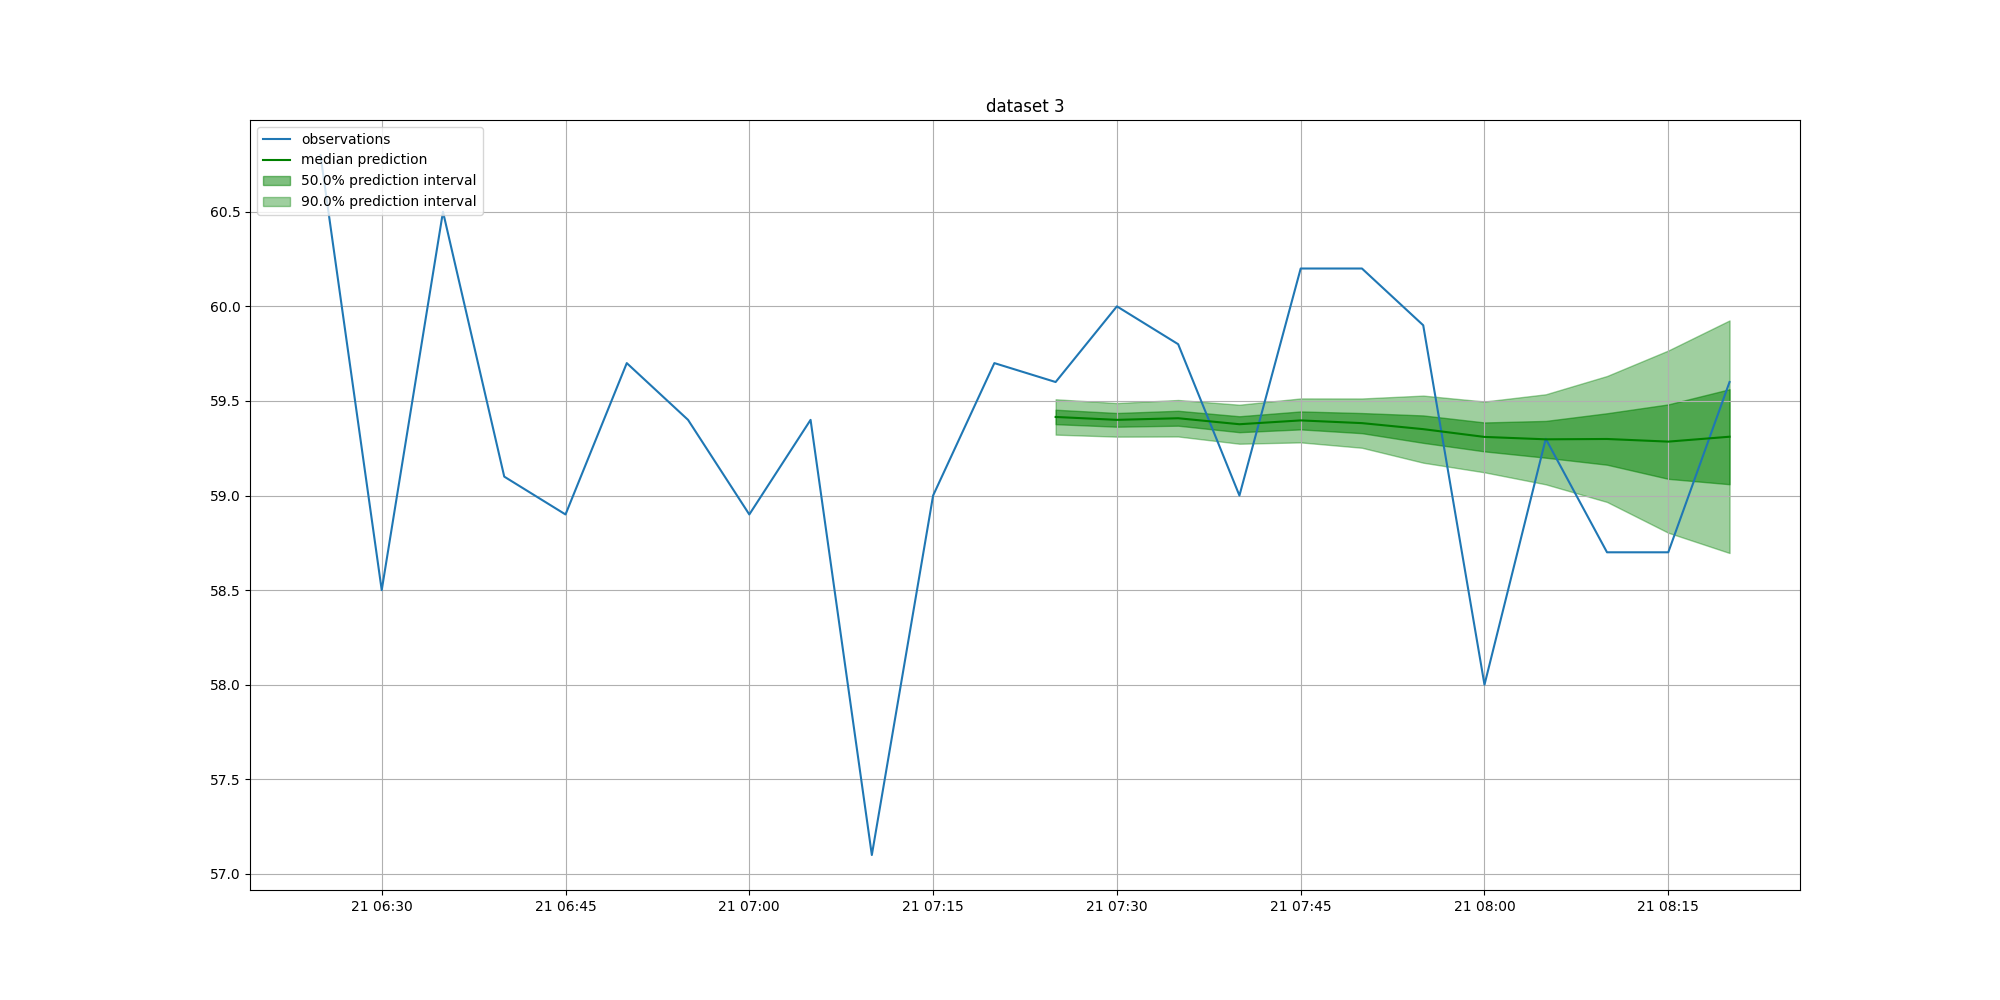 dataset 3
observations
median prediction
50.0% prediction interval
90.0% prediction interval
60.5
60.0
59.5
59.0
58.5
58.0
57.5
57.0
21 06:30 21 06:45 21 07:00 21 07:15 21 07:30 21 07:45 21 08:00 21 08:15